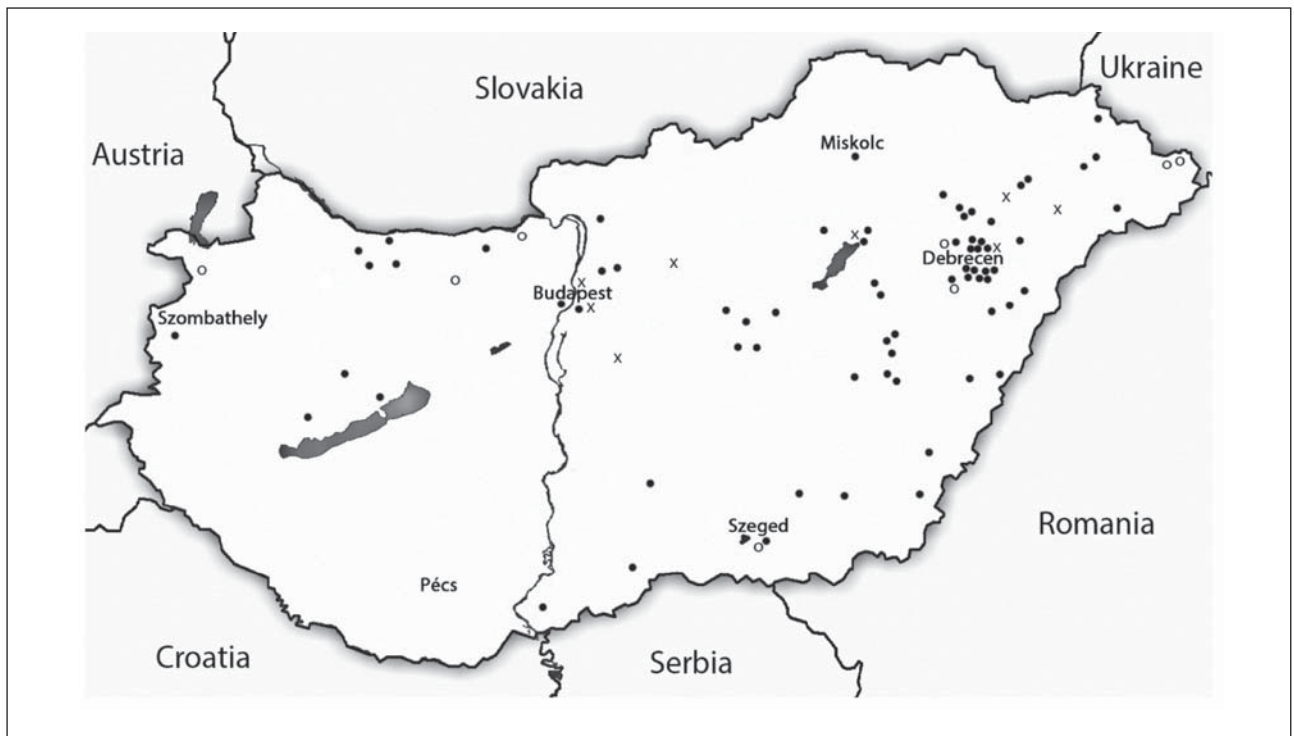 Slovakia
Ukraine
Austria
Miskolc
Debrecen
Budapest
Szombathely
Szeged
Romania
Pécs
Croatia
Serbia